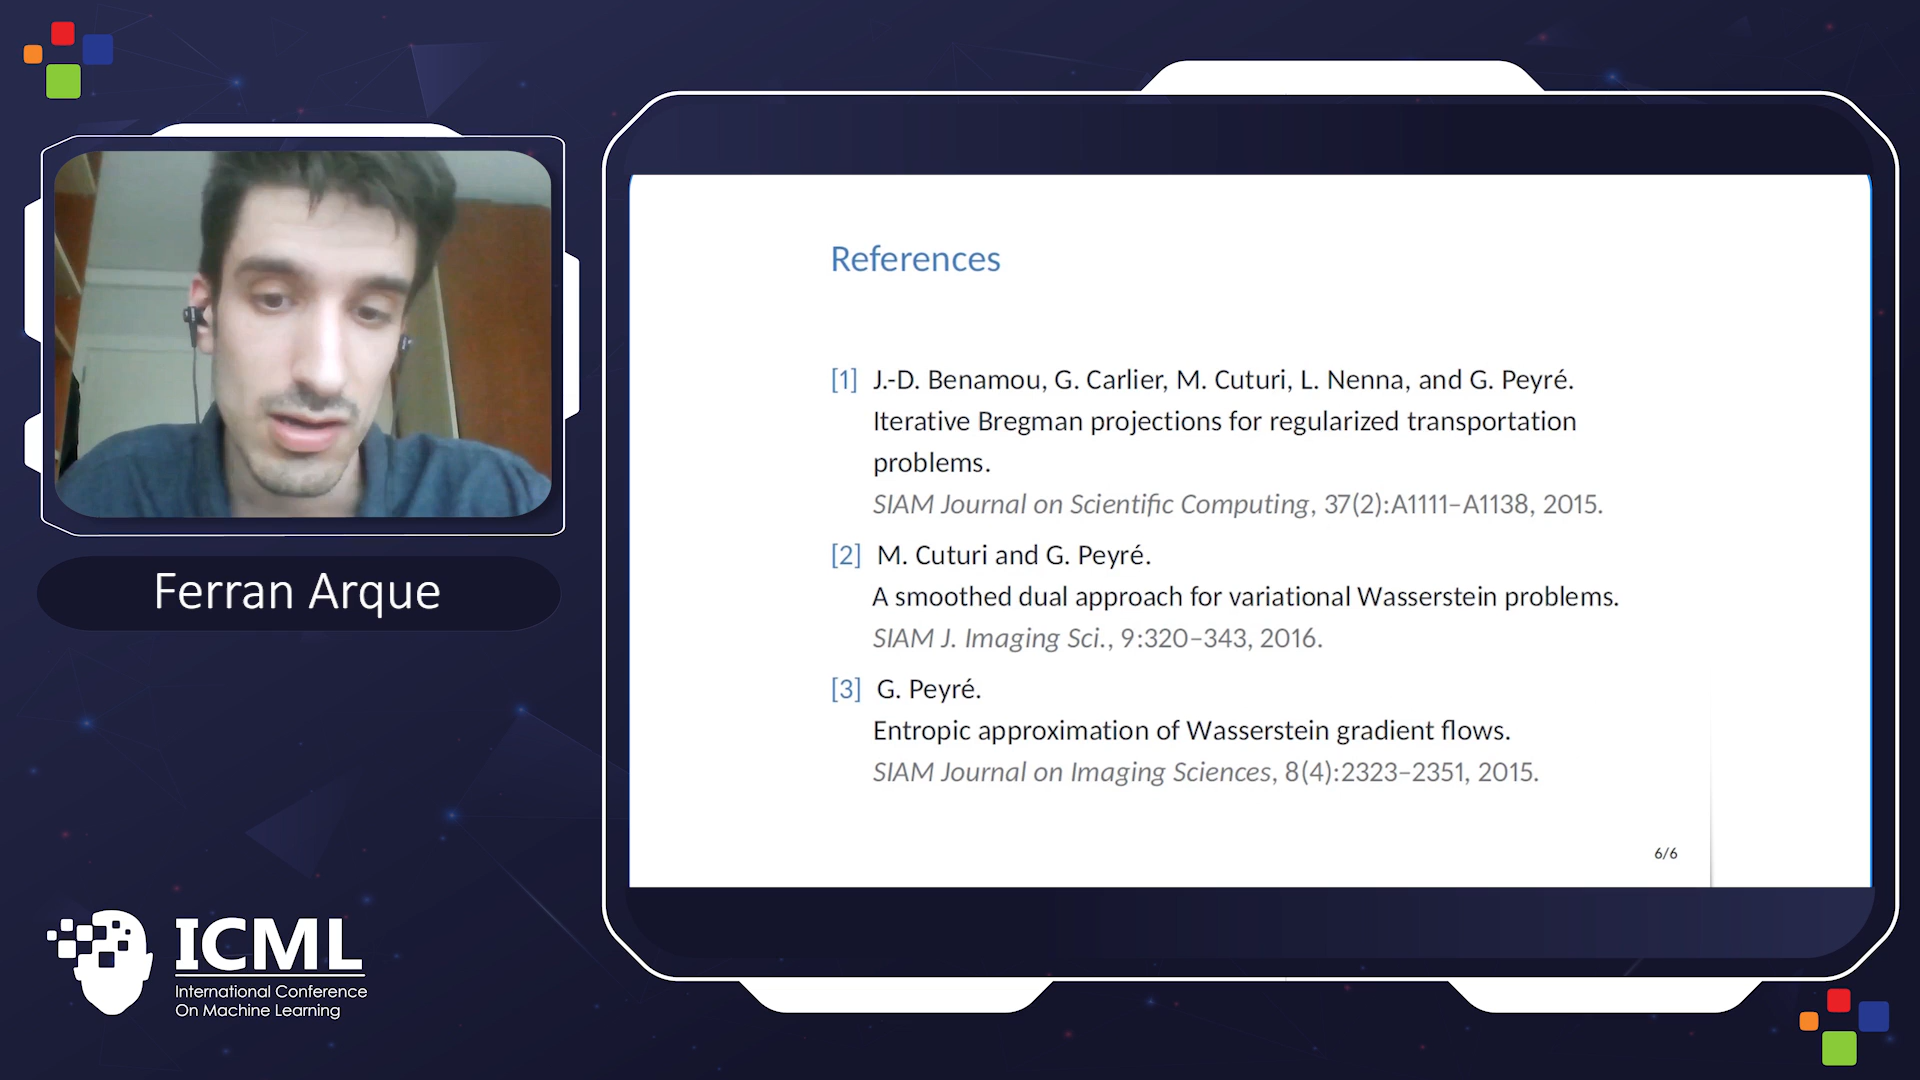 Ferran Arque
ICML
International Conference
On Machine Learning
References
[1] J.-D. Benamou, G. Carlier, M. Cuturi, L. Nenna, and G. Peyré.
Iterative Bregman projections for regularized transportation
problems.
SIAM Journal on Scientific Computing, 37(2):A1111–A1138, 2015.
[2] M. Cuturi and G. Peyré.
A smoothed dual approach for variational Wasserstein problems.
SIAM J. Imaging Sci., 9:320–343, 2016.
[3] G. Peyré.
Entropic approximation of Wasserstein gradient flows.
SIAM Journal on Imaging Sciences, 8(4):2323–2351, 2015.
6/6